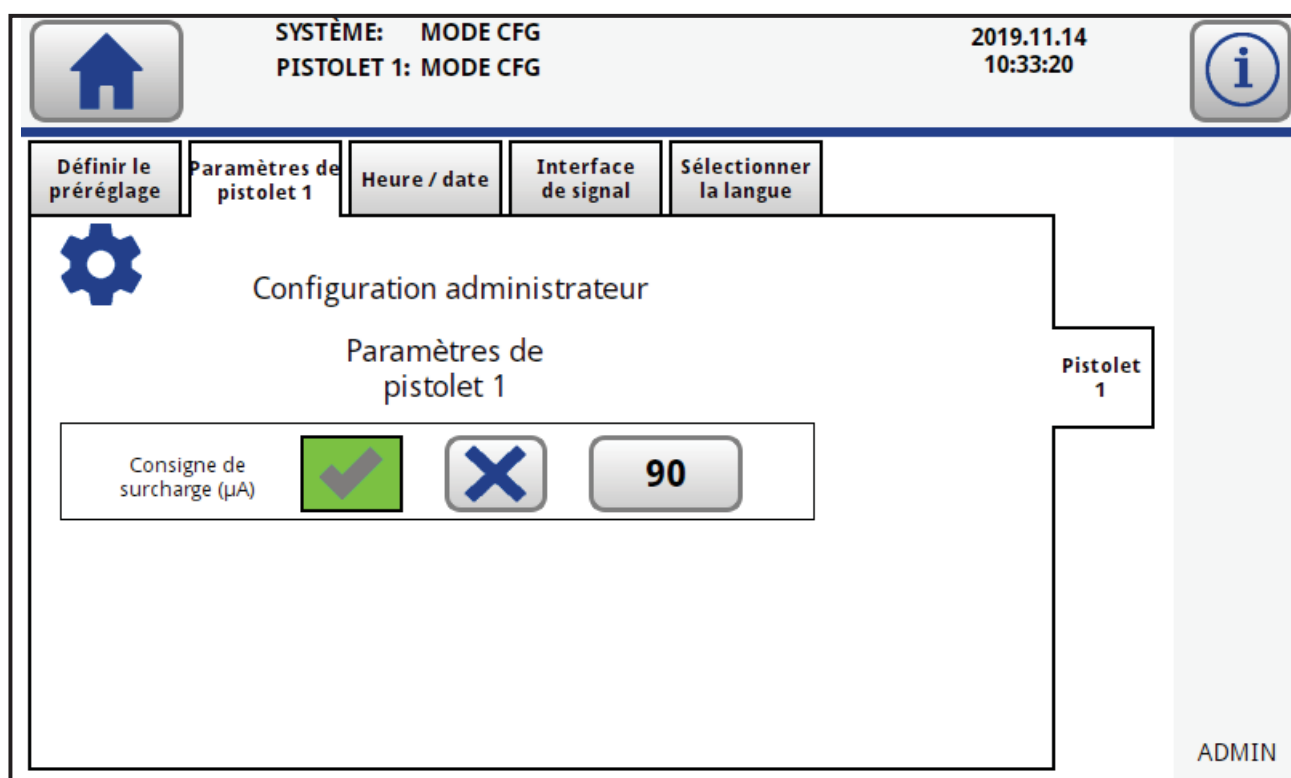 SYSTÈME: MODE CFG
PISTOLET 1: MODE CFG
2019.11.14
10:33:20
i
Définir le
préréglage
Paramètres de
pistolet 1
Heure / date
Interface
de signal
Sélectionner
la langue
Configuration administrateur
Paramètres de
pistolet 1
Pistolet
1
Consigne de
surcharge (µA)
90
ADMIN